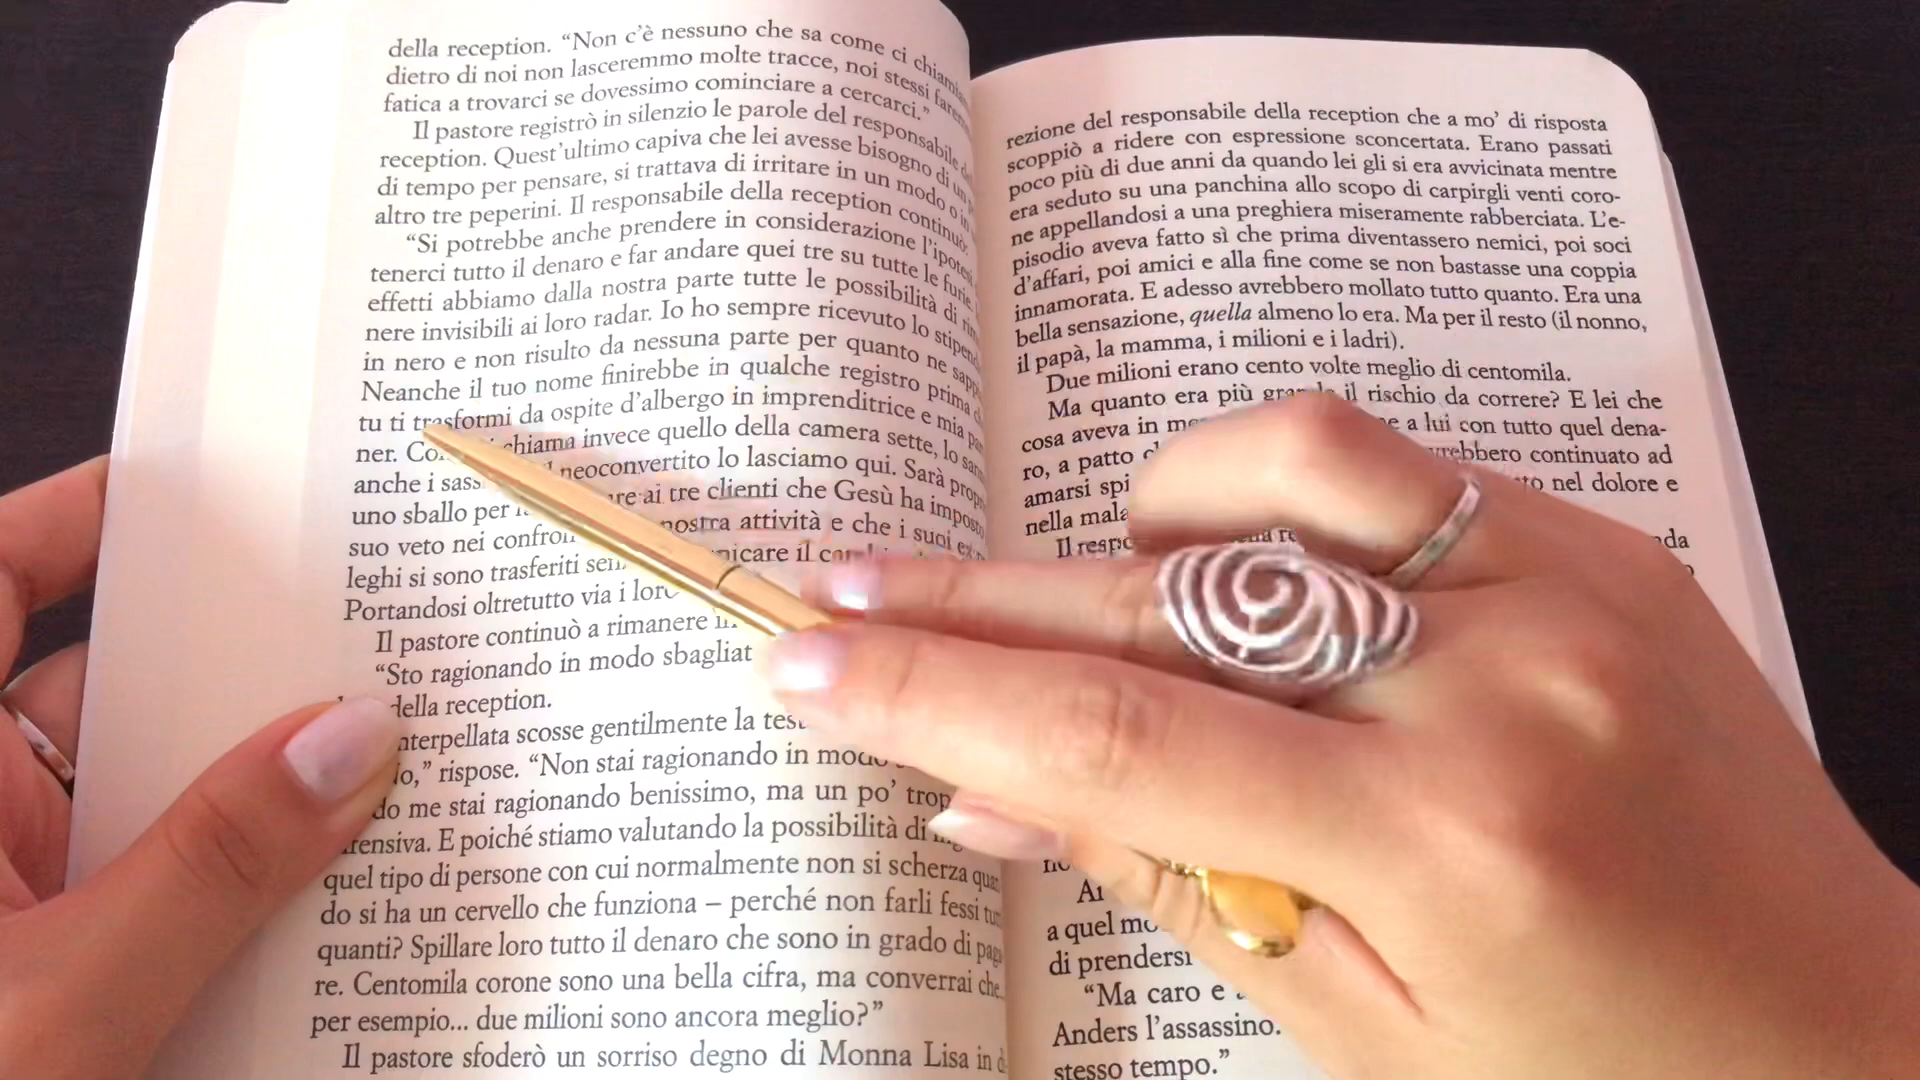 della reception. “Non c’è nessuno che sa come ci
dietro di noi non lasceremmo molte tracce, noi stessi
fatica a trovarci se dovessimo cominciare a cercarci.”
Il pastore registrò in silenzio le parole del responsabile
reception. Quest’ultimo capiva che lei avesse bisogno di
di tempo per pensare, si trattava di irritare in un modo o in
altro tre peperini. Il responsabile della reception continuò:
“Si potrebbe anche prendere in considerazione l’ipotesi
tenerci tutto il denaro e far andare quei tre su tutte le furie.
effetti abbiamo dalla nostra parte tutte le possibilità di
nere invisibili ai loro radar. Io ho sempre ricevuto lo
in nero e non risulto da nessuna parte per quanto ne
Neanche il tuo nome finirebbe in qualche registro prima
tu ti trasformi da ospite d’albergo in imprenditrice e mia
ner. chiama invece quello della camera sette, lo
anche i neoconvertito lo lasciamo qui. Sarà
uno sballo per ai tre clienti che Gesù ha imposto
suo veto nei nostra attività e che i suoi
leghi si sono trasferiti il
Portandosi oltretutto via i
Il pastore continuò a rimanere
“Sto ragionando in modo
della reception.
scosse gentilmente la
rispose. “Non stai ragionando in
me stai ragionando benissimo, ma un po’
E poiché stiamo valutando la possibilità di
quel tipo di persone con cui normalmente non si scherza
do si ha un cervello che funziona – perché non farli fessi
quanti? Spillare loro tutto il denaro che sono in grado di
re. Centomila corone sono una bella cifra, ma converrai
per esempio... due milioni sono ancora meglio?”
Il pastore sfoderò un sorriso degno di Monna Lisa in
rezione del responsabile della reception che a mo’ di risposta
scoppiò a ridere con espressione sconcertata. Erano passati
poco più di due anni da quando lei gli si era avvicinata mentre
era seduto su una panchina allo scopo di carpirgli venti coro-
ne appellandosi a una preghiera miseramente rabberciata. L’e-
pisodio aveva fatto sì che prima diventassero nemici, poi soci
d’affari, poi amici e alla fine come se non bastasse una coppia
innamorata. E adesso avrebbero mollato tutto quanto. Era una
bella sensazione, quella almeno lo era. Ma per il resto (il nonno,
il papà, la mamma, i milioni e i ladri).
Due milioni erano cento volte meglio di centomila.
Ma quanto era più il rischio da correre? E lei che
cosa aveva in a lui con tutto quel dena-
ro, a patto continuato ad
amarsi nel dolore e
nella
Il
a quel
di prendersi
“Ma caro e
Anders l’assassino.
stesso tempo.”